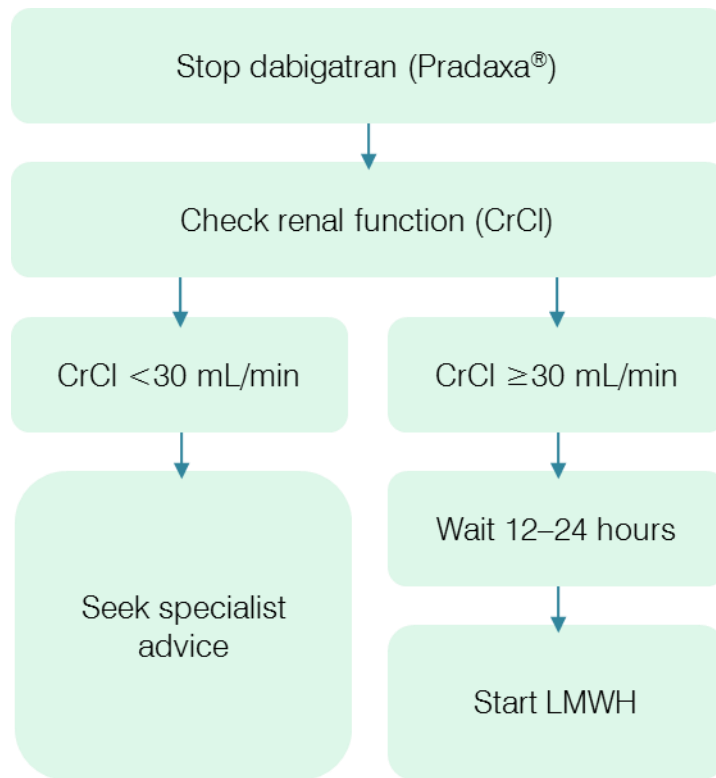 Stop dabigatran (Pradaxa®)
Check renal function (CrCl)
CrCl <30 mL/min
CrCl ≥30 mL/min
Wait 12–24 hours
Seek specialist
advice
Start LMWH